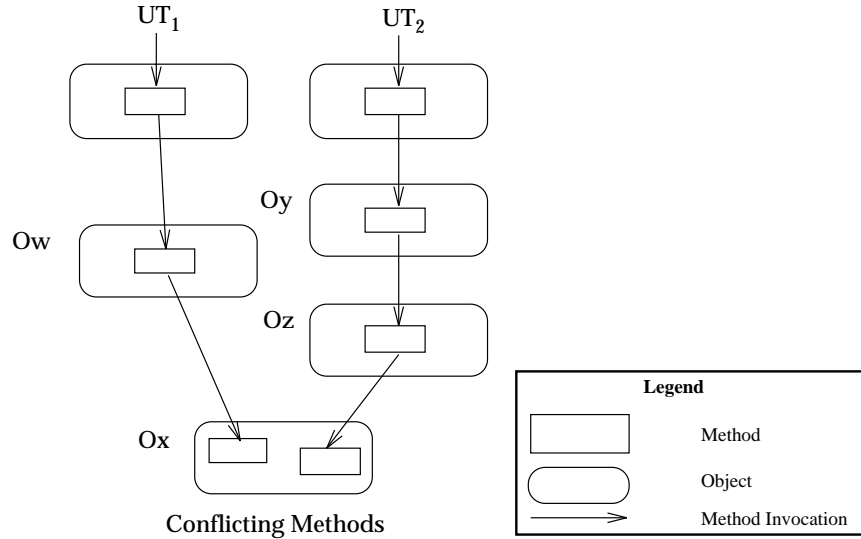 UT1 UT2
Oy
Ow
Oz
Legend
Ox
Method
Object
Conflicting Methods
Method Invocation